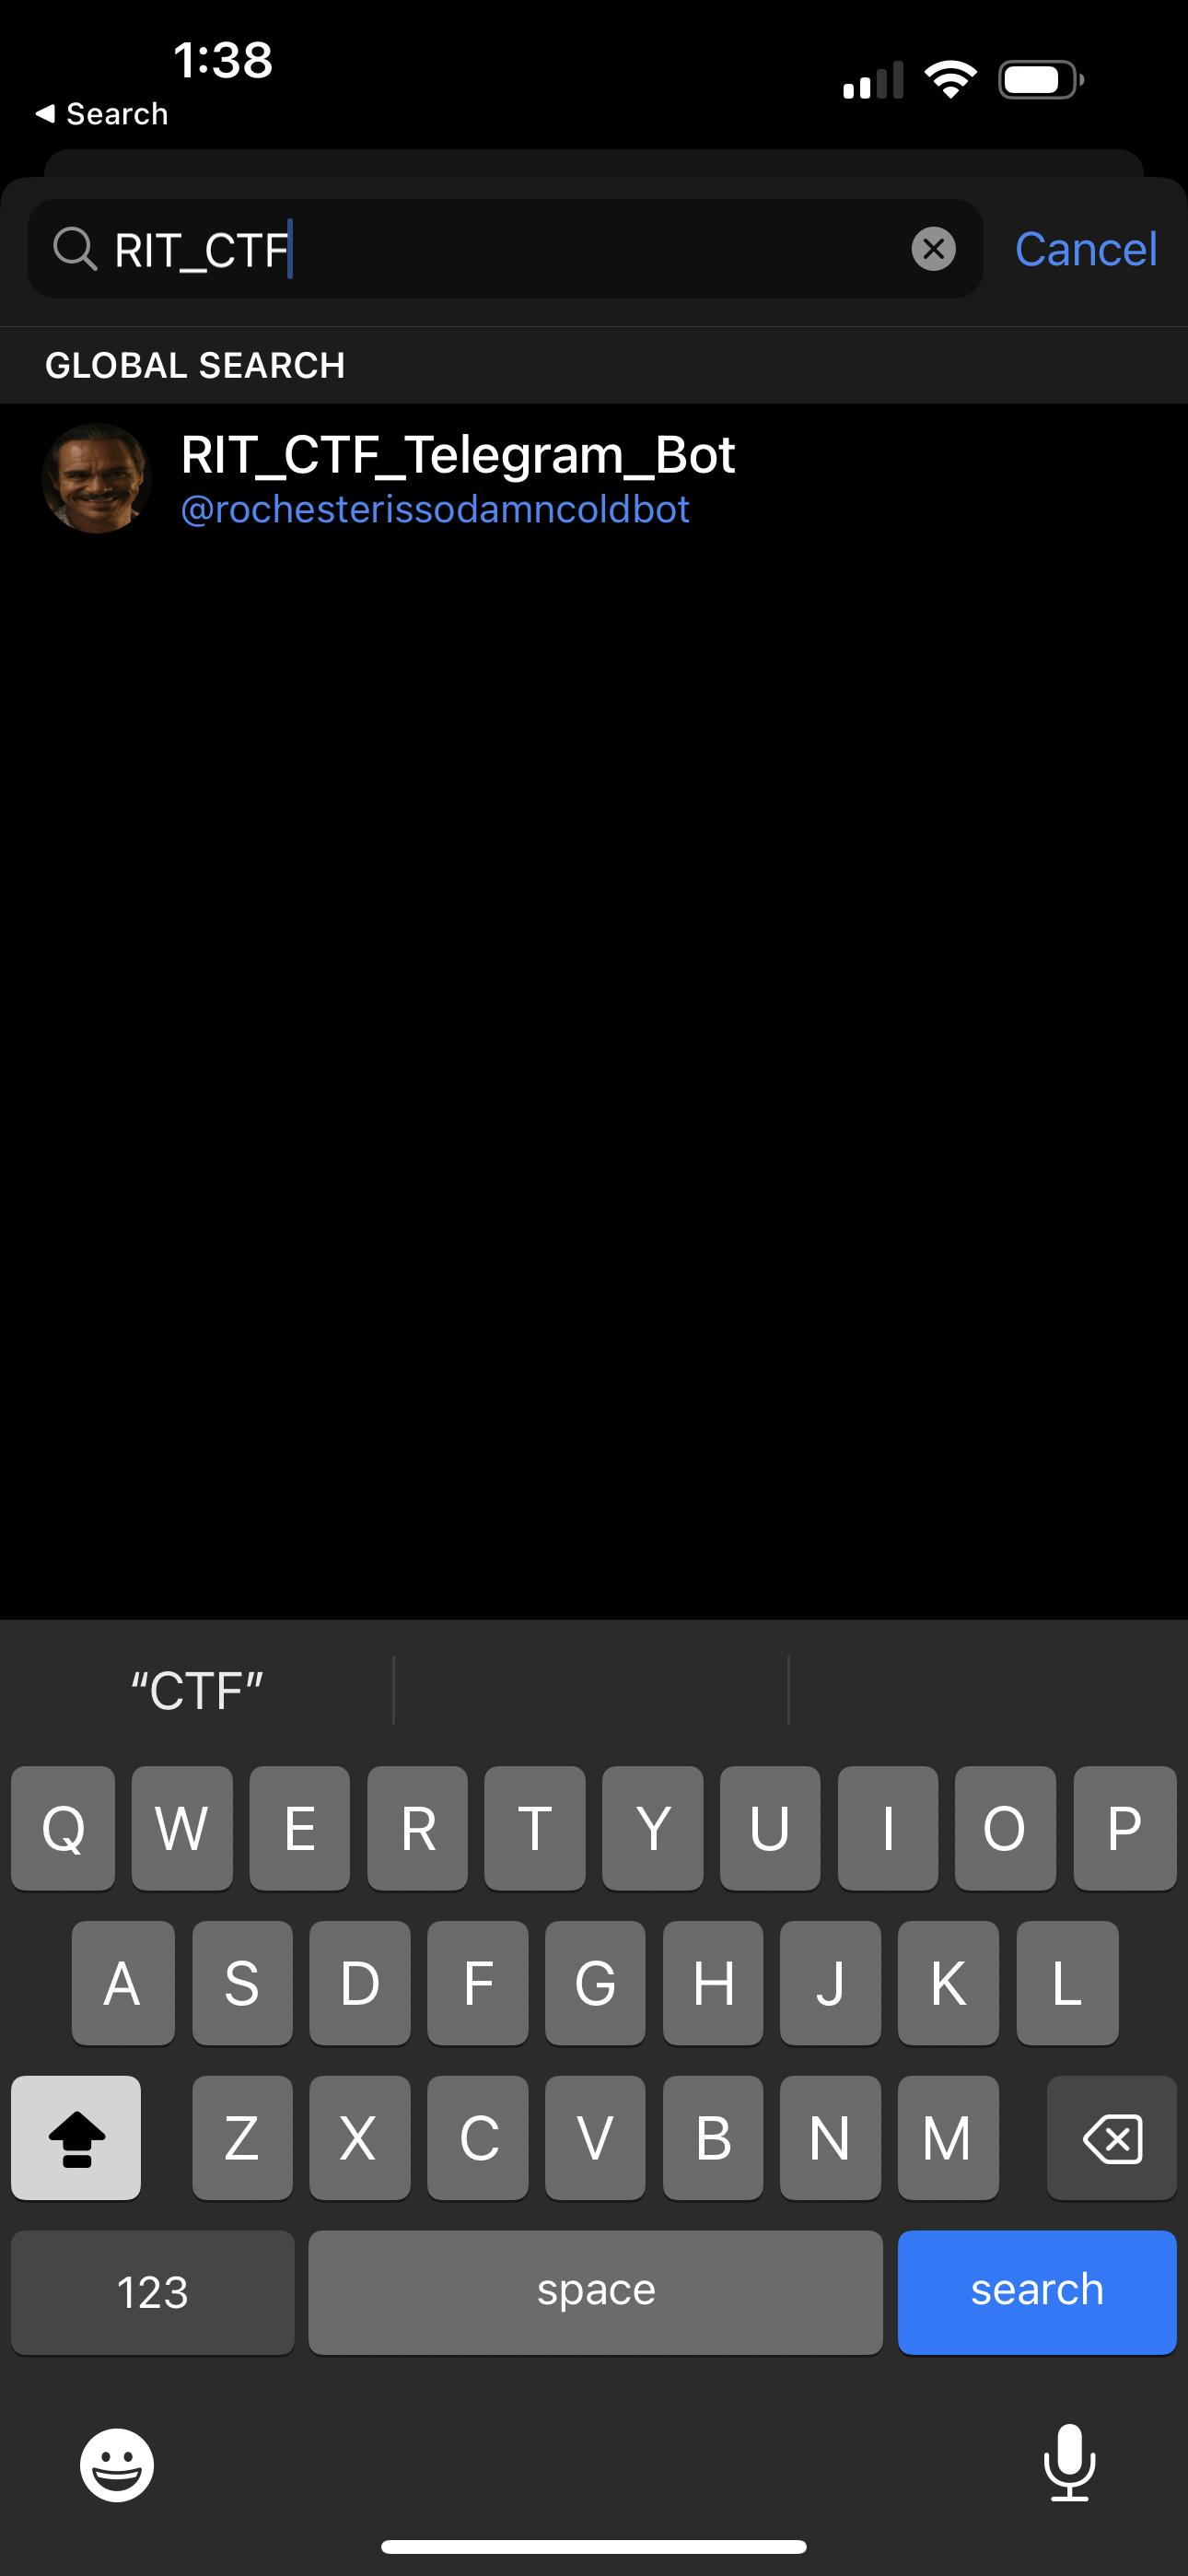 1:38
Search
RIT_CTF
Cancel
GLOBAL SEARCH
RIT_CTF_Telegram_Bot
@rochesterissodamncoldbot
“CTF”
Q W E R T Y U I O P
A S D F G H J K L
Z X C V B N M
123 space search